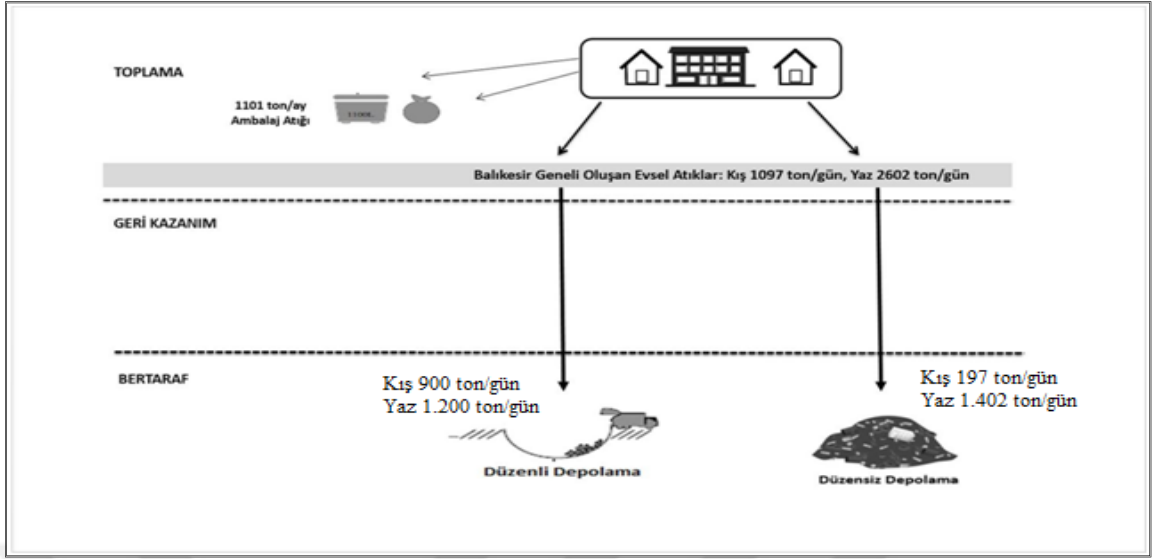 TOPLAMA
1101 ton/ay
Ambalaj Atığı
1100L.
Balıkesir Geneli Oluşan Evsel Atıklar: Kış 1097 ton/gün, Yaz 2602 ton/gün
GERİ KAZANIM
BERTARAF
Kış 900 ton/gün
Yaz 1.200 ton/gün
Kış 197 ton/gün
Yaz 1.402 ton/gün
Düzenli Depolama
Düzensiz Depolama